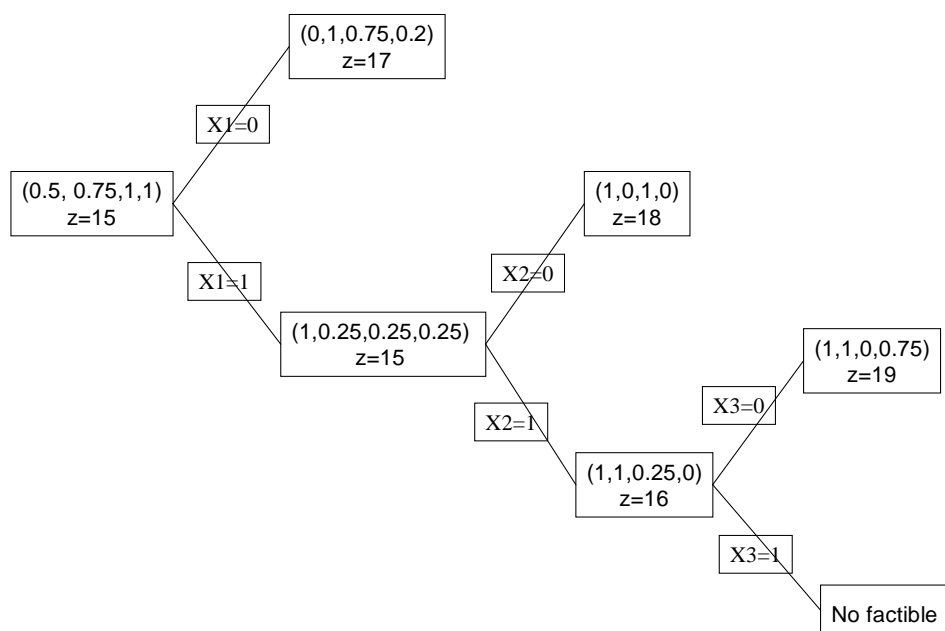 (0,1,0.75,0.2)
z=17
X1=0
(0.5, 0.75,1,1)
z=15
(1,0,1,0)
z=18
X2=0
X1=1
(1,0.25,0.25,0.25)
z=15
(1,1,0,0.75)
z=19
X3=0
X2=1
(1,1,0.25,0)
z=16
X3=1
No factible